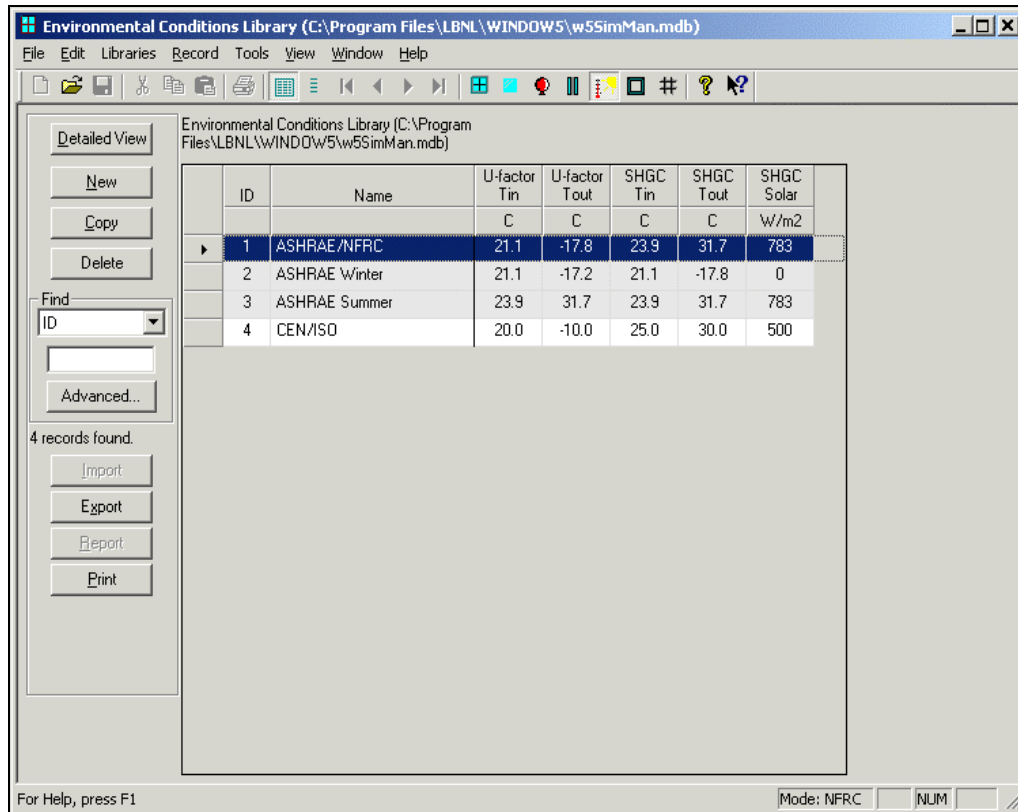 Environmental Conditions Library (C:\Program Files\LBNL\WINDOW5\w5SimMan.mdb)
File Edit Libraries Record Tools View Window Help
Environmental Conditions Library (C:\Program
Files\LBNL\WINDOW5\w5SimMan.mdb)
Detailed View
New
Copy
Delete
Find
ID
Advanced...
4 records found.
Import
Export
Report
Print
ID Name U-factor Tin U-factor Tout SHGC Tin SHGC Tout SHGC Solar
C C C C W/m2
1 ASHRAE/NFRC 21.1 -17.8 23.9 31.7 783
2 ASHRAE Winter 21.1 -17.2 21.1 -17.8 0
3 ASHRAE Summer 23.9 31.7 23.9 31.7 783
4 CEN/ISO 20.0 -10.0 25.0 30.0 500
For Help, press F1
Mode: NFRC NUM